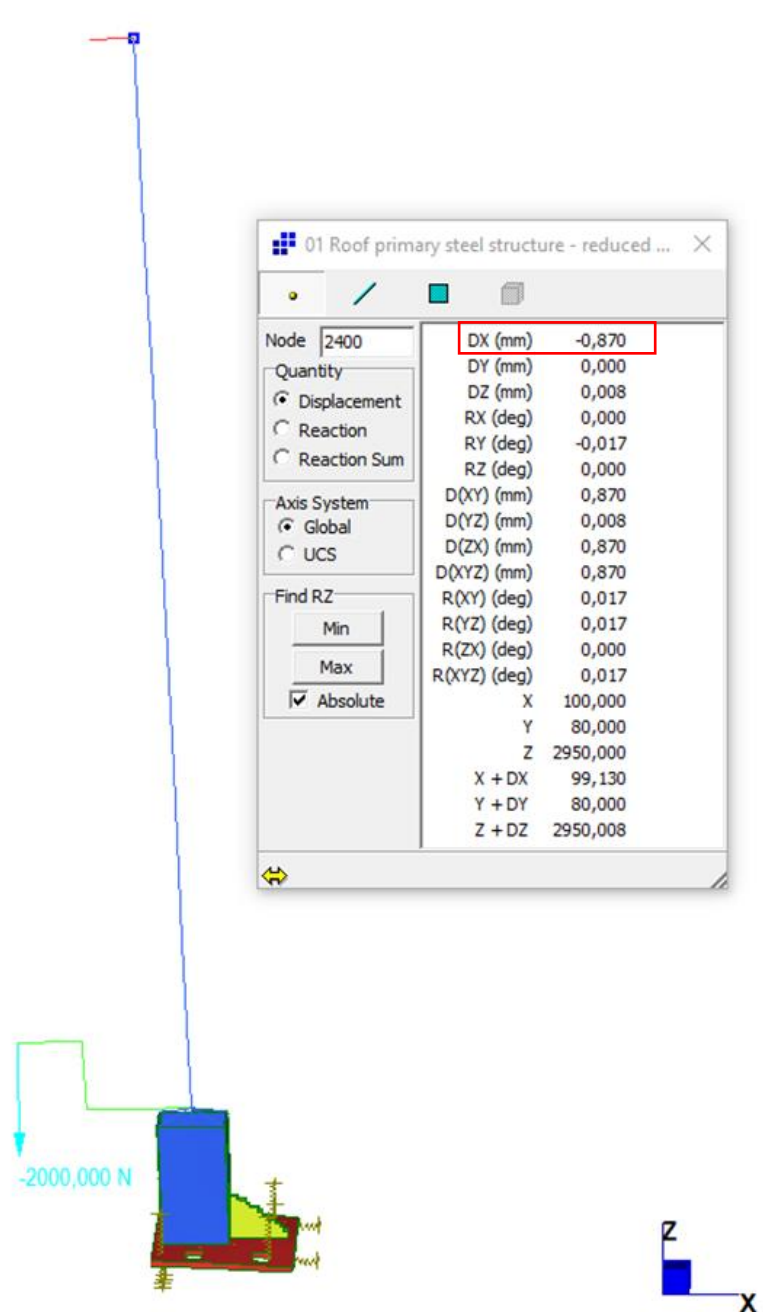 01 Roof primary steel structure - reduced ...
Node 2400
Quantity
Displacement
Reaction
Reaction Sum
Axis System
Global
UCS
Find RZ
Min
Max
Absolute
DX (mm) -0,870
DY (mm) 0,000
DZ (mm) 0,008
RX (deg) 0,000
RY (deg) -0,017
RZ (deg) 0,000
D(XY) (mm) 0,870
D(YZ) (mm) 0,008
D(ZX) (mm) 0,870
D(XYZ) (mm) 0,870
R(XY) (deg) 0,017
R(YZ) (deg) 0,017
R(ZX) (deg) 0,000
R(XYZ) (deg) 0,017
X 100,000
Y 80,000
Z 2950,000
X + DX 99,130
Y + DY 80,000
Z + DZ 2950,008
-2000,000 N
Z
X